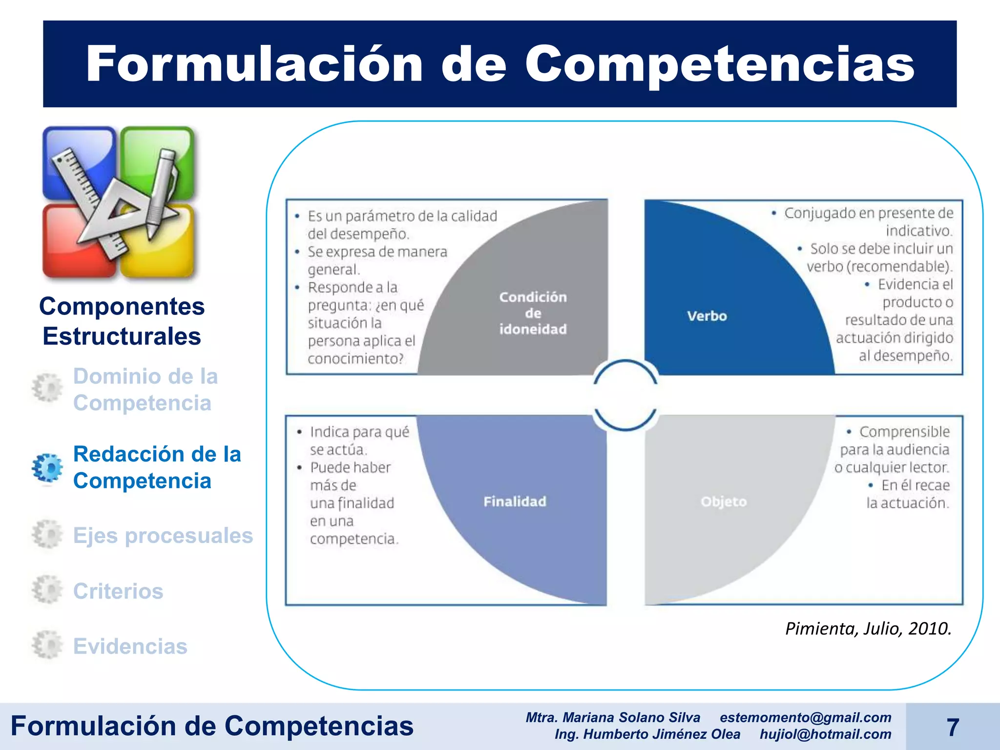 Formulación de Competencias
Componentes
Estructurales
Dominio de la
Competencia
Redacción de la
Competencia
Ejes procesuales
Criterios
Evidencias
• Es un parámetro de la calidad
del desempeño.
• Se expresa de manera
general.
• Responde a la
pregunta: ¿en qué
situación la
persona aplica el
conocimiento?
Condición
de
idoneidad
Verbo
• Conjugado en presente de
indicativo.
• Solo se debe incluir un
verbo (recomendable).
• Evidencia el
producto o
resultado de una
actuación dirigido
al desempeño.
• Indica para qué
se actúa.
• Puede haber
más de
una finalidad
en una
competencia.
Finalidad
Objeto
• Comprensible
para la audiencia
o cualquier lector.
• En él recae
la actuación.
Pimienta, Julio, 2010.
Formulación de Competencias
Mtra. Mariana Solano Silva estemomento@gmail.com
Ing. Humberto Jiménez Olea hujiol@hotmail.com
7